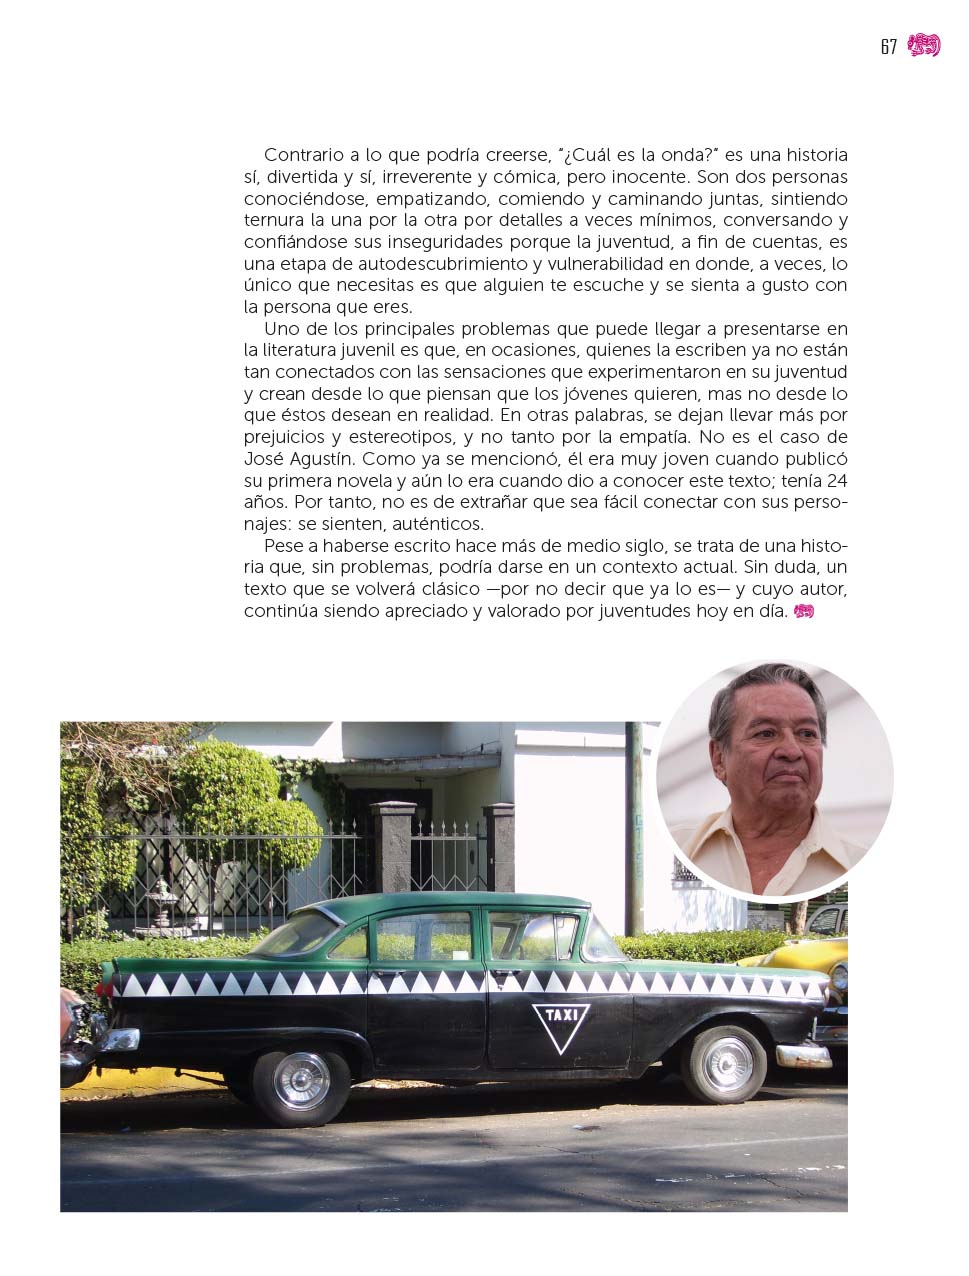 67
Contrario a lo que podría creerse, “¿Cuál es la onda?” es una historia
sí, divertida y sí, irreverente y cómica, pero inocente. Son dos personas
conociéndose, empatizando, comiendo y caminando juntas, sintiendo
ternura la una por la otra por detalles a veces mínimos, conversando y
confiándose sus inseguridades porque la juventud, a fin de cuentas, es
una etapa de autodescubrimiento y vulnerabilidad en donde, a veces, lo
único que necesitas es que alguien te escuche y se sienta a gusto con
la persona que eres.
Uno de los principales problemas que puede llegar a presentarse en
la literatura juvenil es que, en ocasiones, quienes la escriben ya no están
tan conectados con las sensaciones que experimentaron en su juventud
y crean desde lo que piensan que los jóvenes quieren, mas no desde lo
que éstos desean en realidad. En otras palabras, se dejan llevar más por
prejuicios y estereotipos, y no tanto por la empatía. No es el caso de
José Agustín. Como ya se mencionó, él era muy joven cuando publicó
su primera novela y aún lo era cuando dio a conocer este texto; tenía 24
años. Por tanto, no es de extrañar que sea fácil conectar con sus perso-
najes: se sienten, auténticos.
Pese a haberse escrito hace más de medio siglo, se trata de una histo-
ria que, sin problemas, podría darse en un contexto actual. Sin duda, un
texto que se volverá clásico —por no decir que ya lo es— y cuyo autor,
continúa siendo apreciado y valorado por juventudes hoy en día.
TAXI